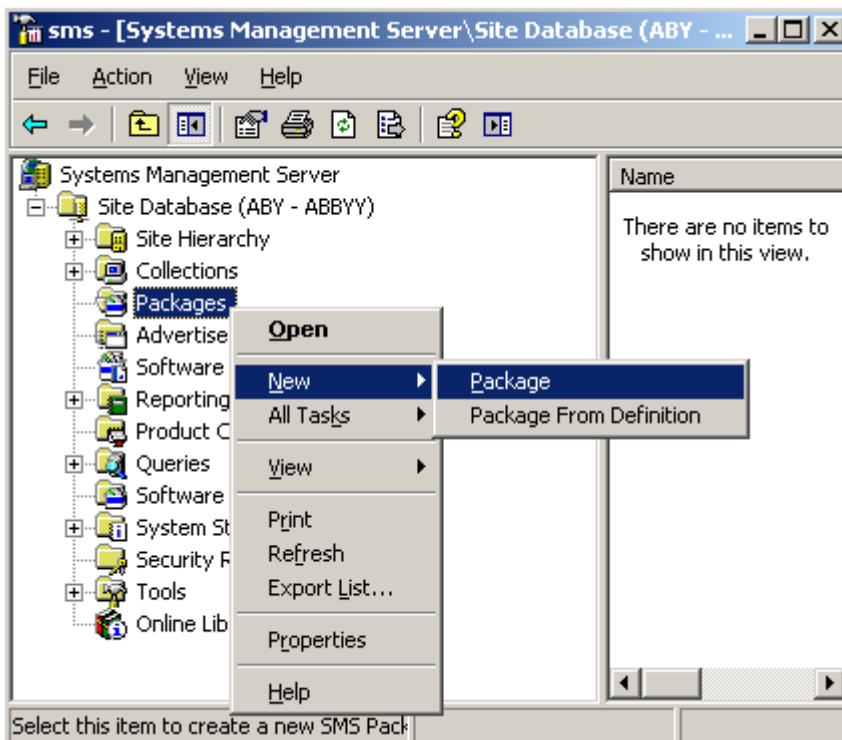 sms - [Systems Management Server\Site Database (ABY - ...
File Action View Help
Systems Management Server
Site Database (ABY - ABBYY)
Site Hierarchy
Collections
Packages
Advertise
Software
Reporting
Product C
Queries
Software
System St
Security R
Tools
Online Lib
Open
New
All Tasks
View
Print
Refresh
Export List...
Properties
Help
Package
Package From Definition
Name
There are no items to
show in this view.
Select this item to create a new SMS Pack